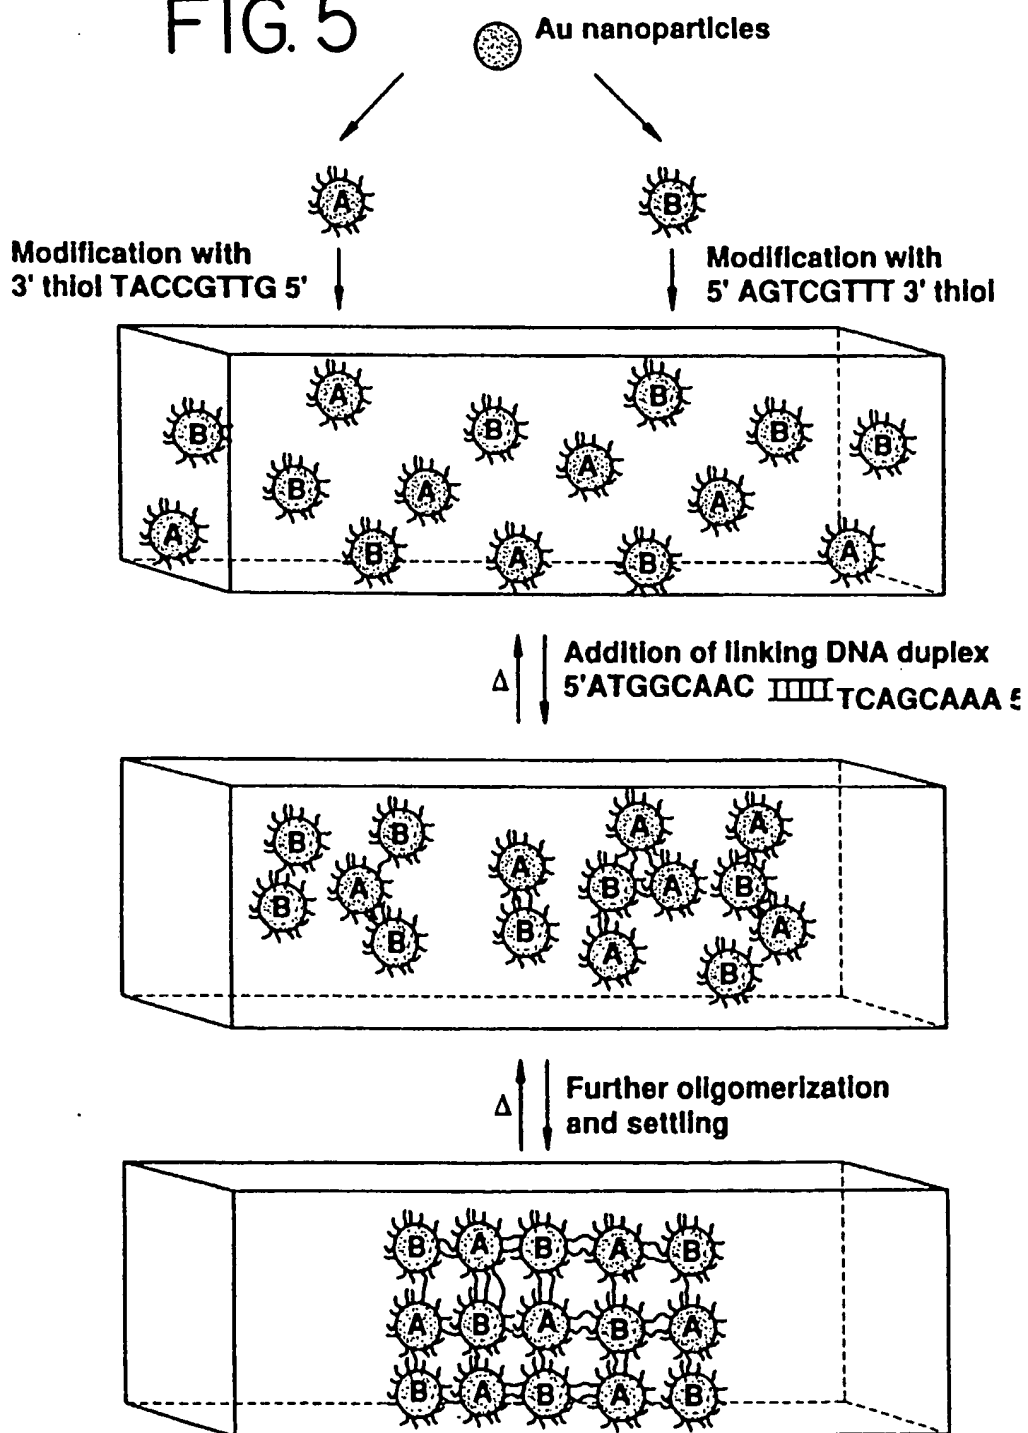 FIG. 5
Au nanoparticles
A
B
Modification with
3' thiol TACCGTTG 5'
Modification with
5' AGTCGTTT 3' thiol
A
B
B
B
B
B
A
B
A
A
A
B
A
B
A
Δ
Addition of linking DNA duplex
5'ATGGCAAC
TCAGCAAA 5
B
B
A
A
A
B
A
B
A
B
B
B
A
A
B
Δ
Further oligomerization
and settling
B A B A B
A B A B A
B A B A B